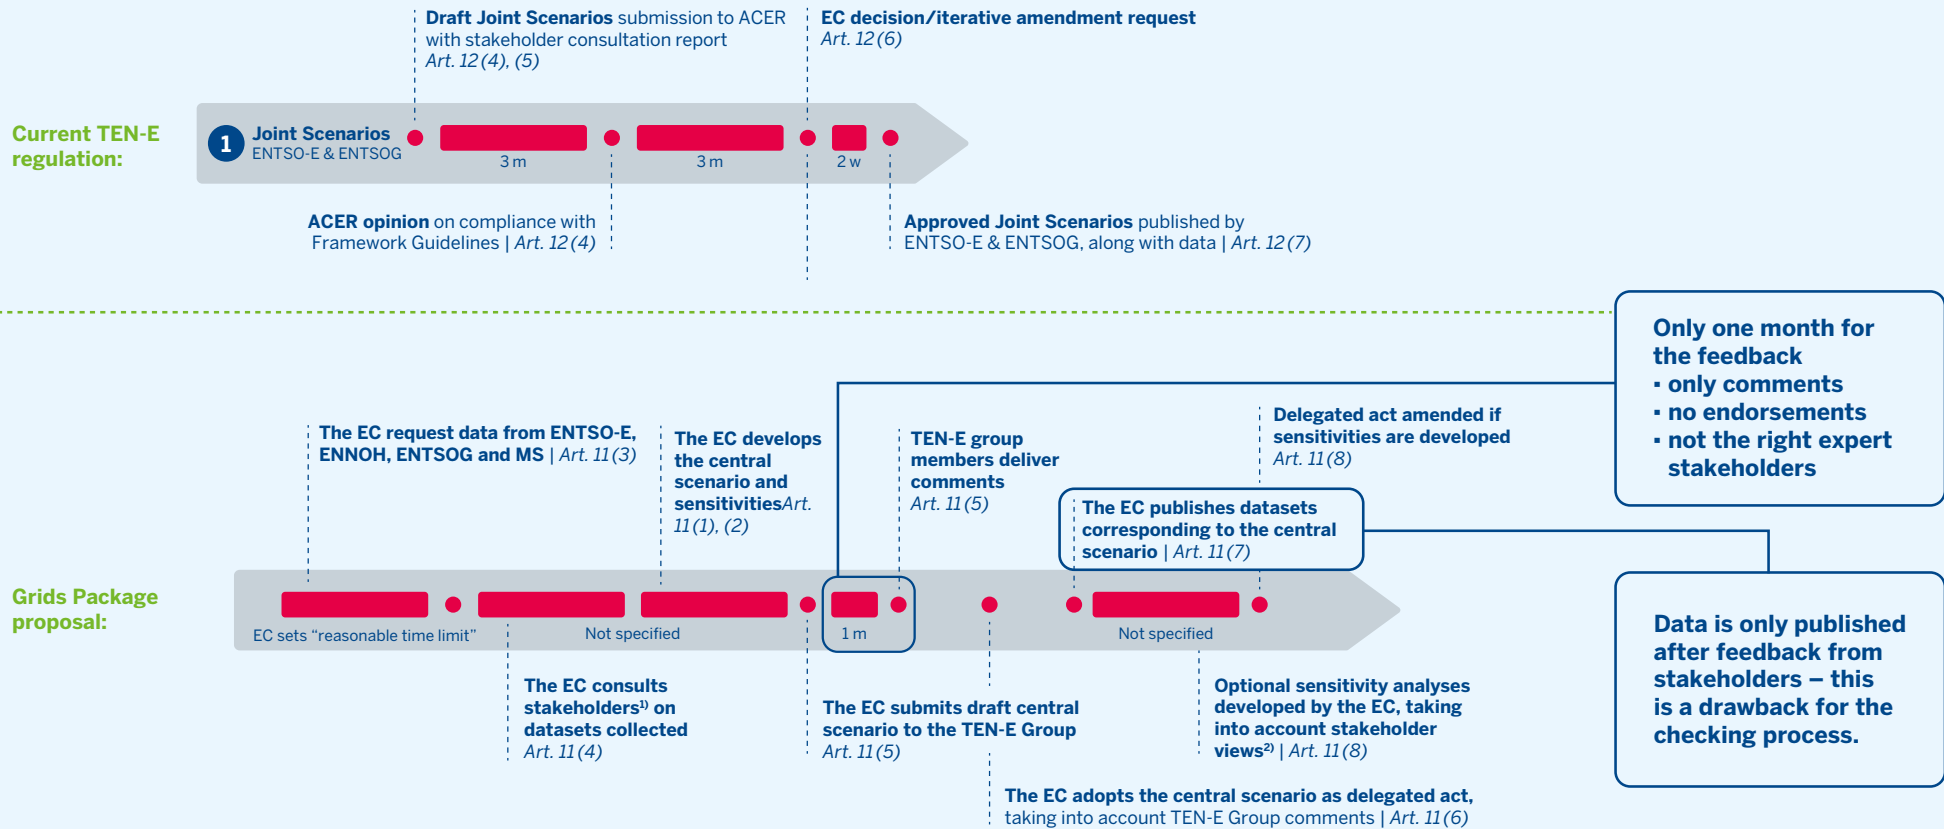 Draft Joint Scenarios submission to ACER
with stakeholder consultation report
Art. 12(4), (5)
EC decision/iterative amendment request
Art. 12(6)
Current TEN-E
regulation:
1
Joint Scenarios
ENTSO-E & ENTSOG
3 m
3 m
2 w
ACER opinion on compliance with
Framework Guidelines | Art. 12(4)
Approved Joint Scenarios published by
ENTSO-E & ENTSOG, along with data | Art. 12(7)
Only one month for
the feedback
▪ only comments
▪ no endorsements
▪ not the right expert
stakeholders
The EC request data from ENTSO-E,
ENNOH, ENTSOG and MS | Art. 11(3)
The EC develops
the central
scenario and
sensitivitiesArt.
11(1), (2)
TEN-E group
members deliver
comments
Art. 11(5)
Delegated act amended if
sensitivities are developed
Art. 11(8)
The EC publishes datasets
corresponding to the central
scenario | Art. 11(7)
Grids Package
proposal:
EC sets “reasonable time limit”
Not specified
1 m
Not specified
The EC consults
stakeholders¹⁾ on
datasets collected
Art. 11(4)
The EC submits draft central
scenario to the TEN-E Group
Art. 11(5)
Optional sensitivity analyses
developed by the EC, taking
into account stakeholder
views²⁾ | Art. 11(8)
The EC adopts the central scenario as delegated act,
taking into account TEN-E Group comments | Art. 11(6)
Data is only published
after feedback from
stakeholders – this
is a drawback for the
checking process.